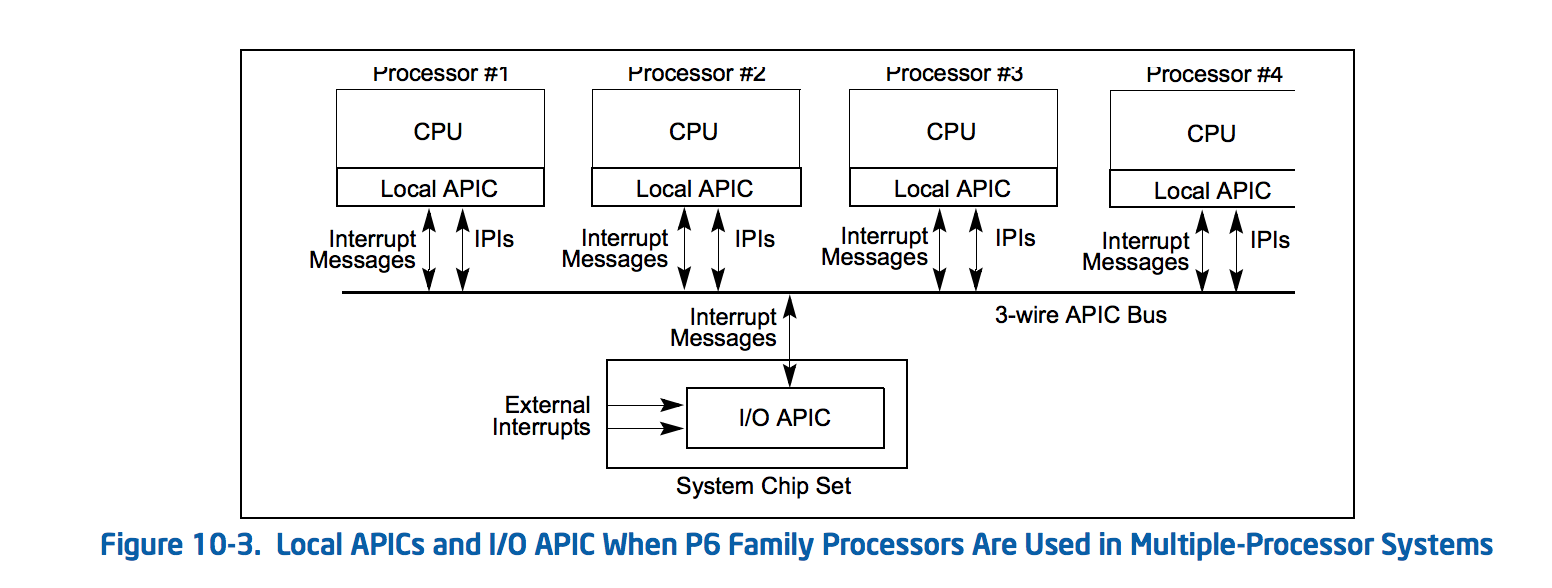 Processor #1 Processor #2 Processor #3 Processor #4
CPU CPU CPU CPU
Local APIC Local APIC Local APIC Local APIC
Interrupt
Messages
IPIs
Interrupt
Messages
IPIs
Interrupt
Messages
IPIs
Interrupt
Messages
IPIs
3-wire APIC Bus
Interrupt
Messages
External
Interrupts
I/O APIC
System Chip Set
Figure 10-3. Local APICs and I/O APIC When P6 Family Processors Are Used in Multiple-Processor Systems